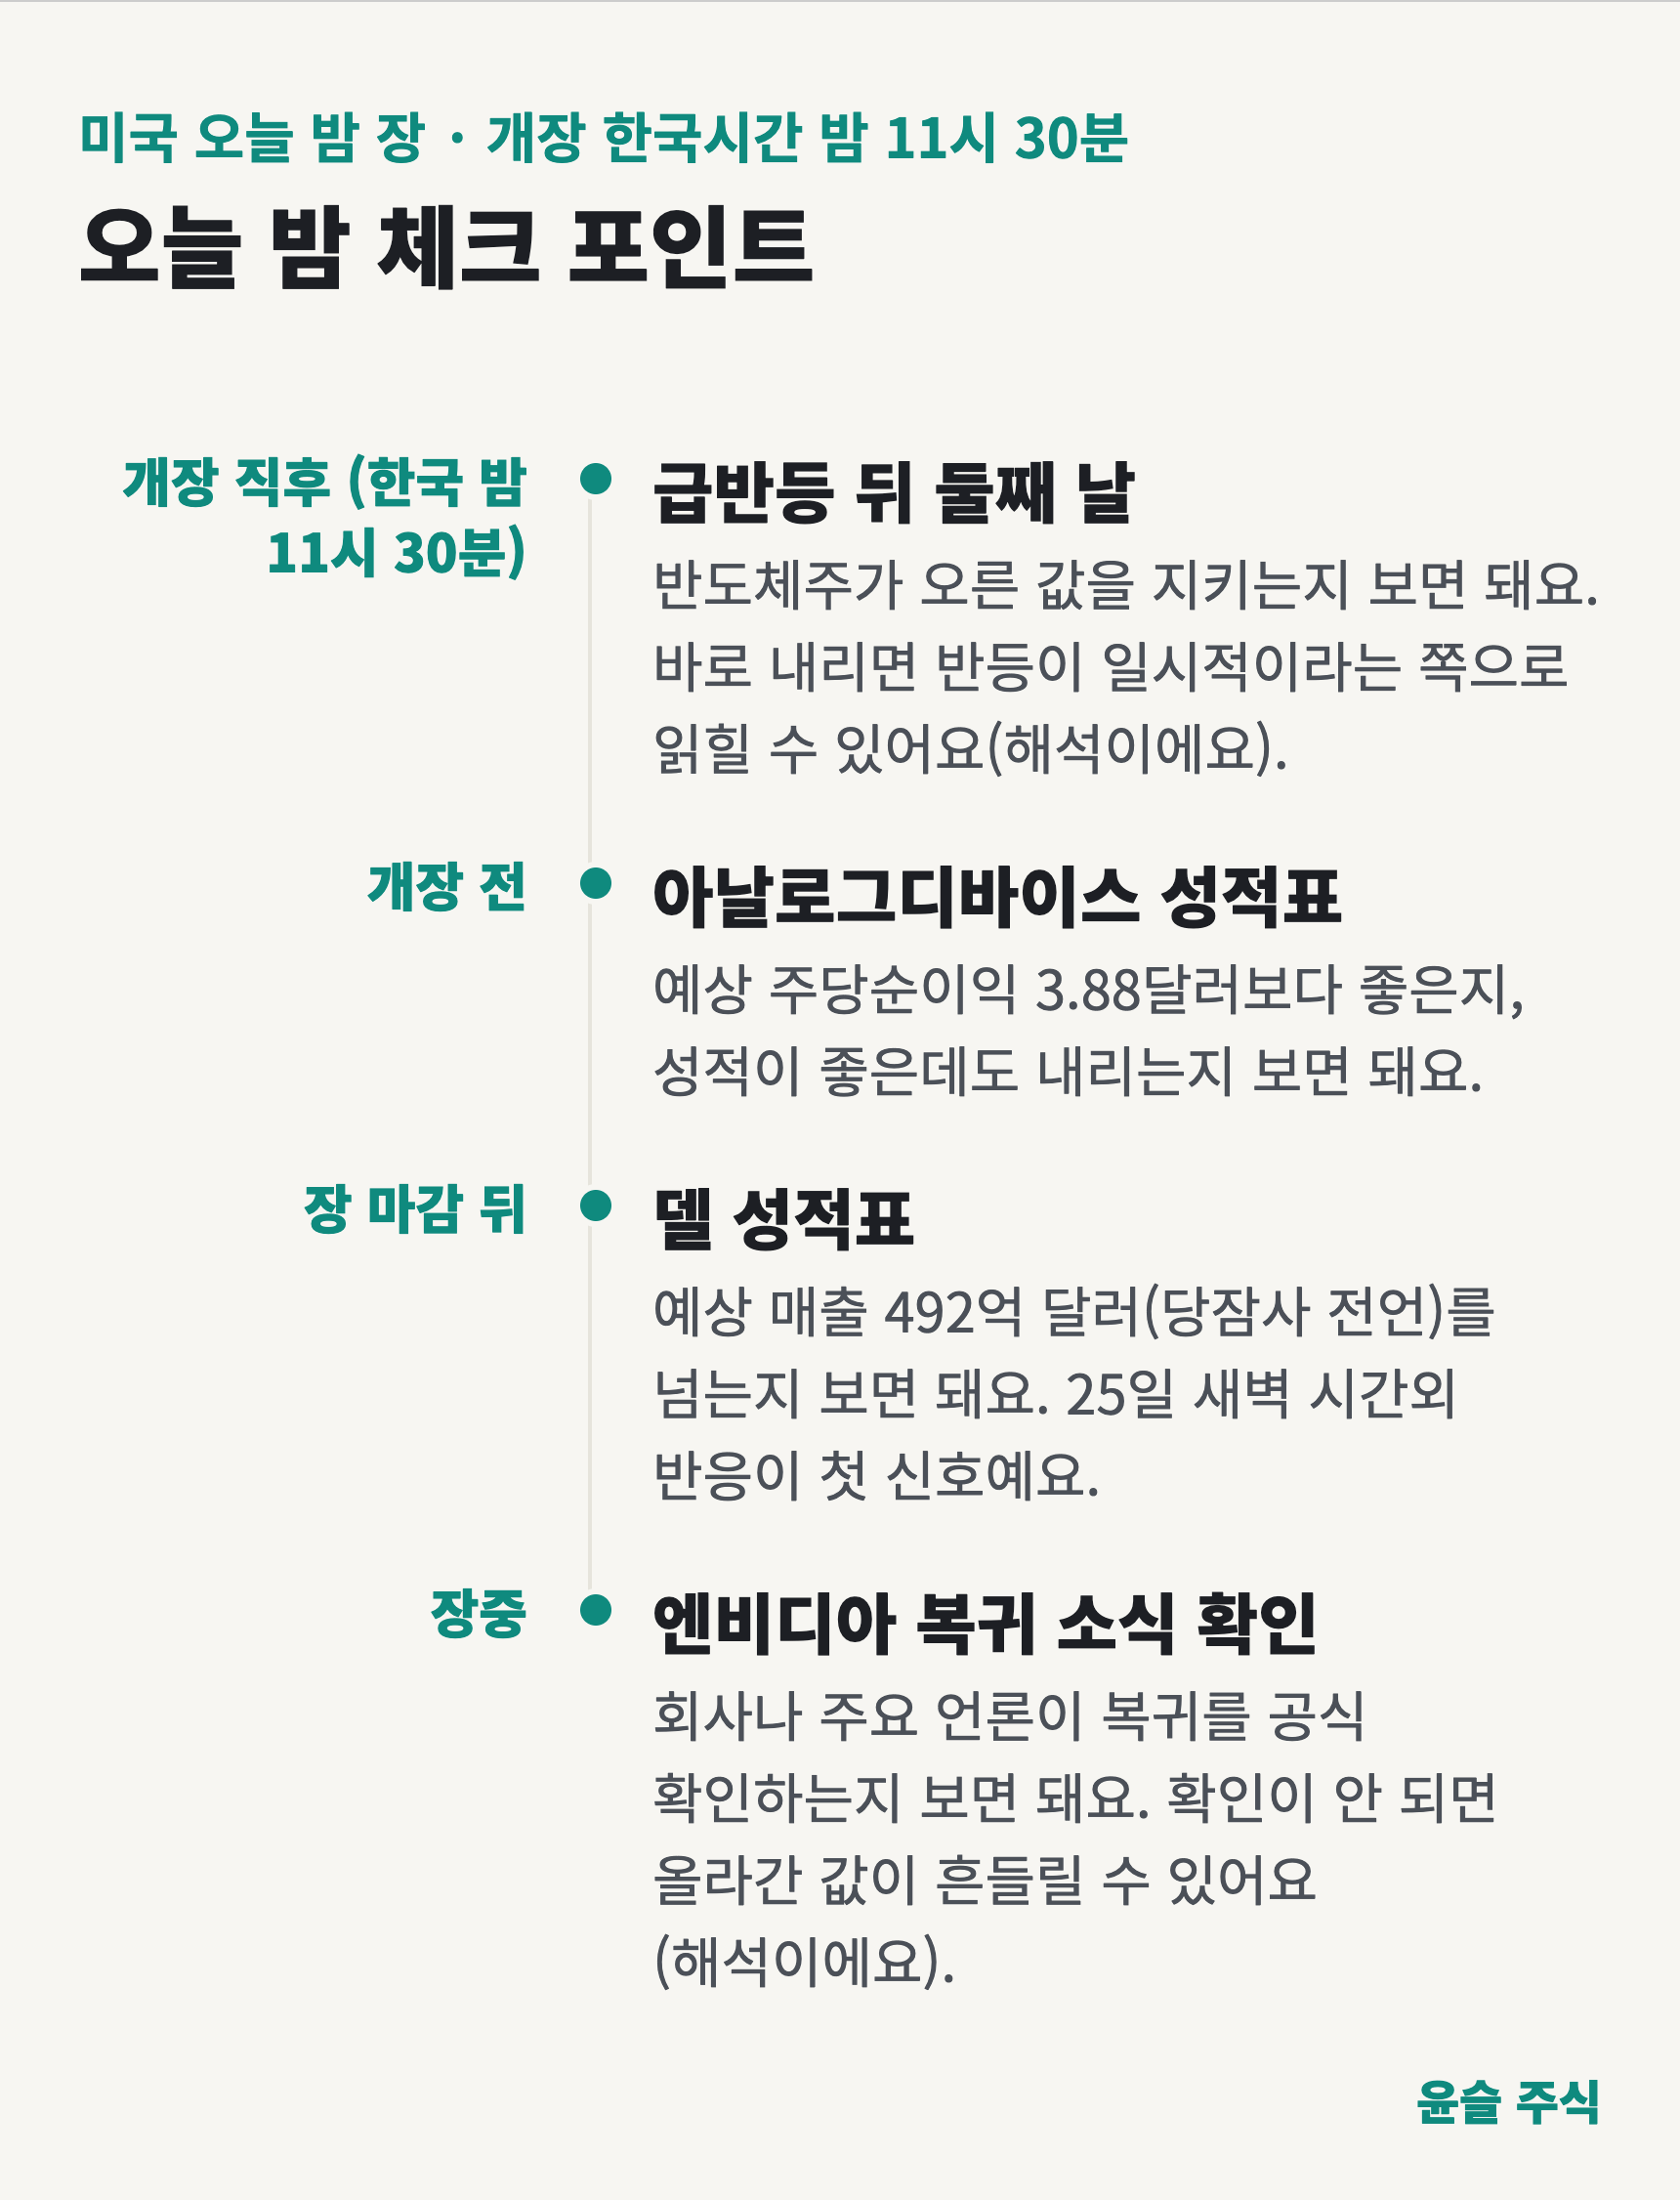 미국 오늘 밤 장 · 개장 한국시간 밤 11시 30분
오늘 밤 체크 포인트
개장 직후 (한국 밤
11시 30분)
급반등 뒤 둘째 날
반도체주가 오른 값을 지키는지 보면 돼요.
바로 내리면 반등이 일시적이라는 쪽으로
읽힐 수 있어요(해석이에요).
개장 전
아날로그디바이스 성적표
예상 주당순이익 3.88달러보다 좋은지,
성적이 좋은데도 내리는지 보면 돼요.
장 마감 뒤
델 성적표
예상 매출 492억 달러(당잠사 전언)를
넘는지 보면 돼요. 25일 새벽 시간외
반응이 첫 신호예요.
장중
엔비디아 복귀 소식 확인
회사나 주요 언론이 복귀를 공식
확인하는지 보면 돼요. 확인이 안 되면
올라간 값이 흔들릴 수 있어요
(해석이에요).
윤슬 주식